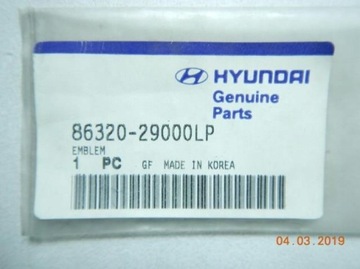 HYUNDAI
Genuine
Parts
86320-29000LP
EMBLEM
1 PC GF MADE IN KOREA
04.03.2019